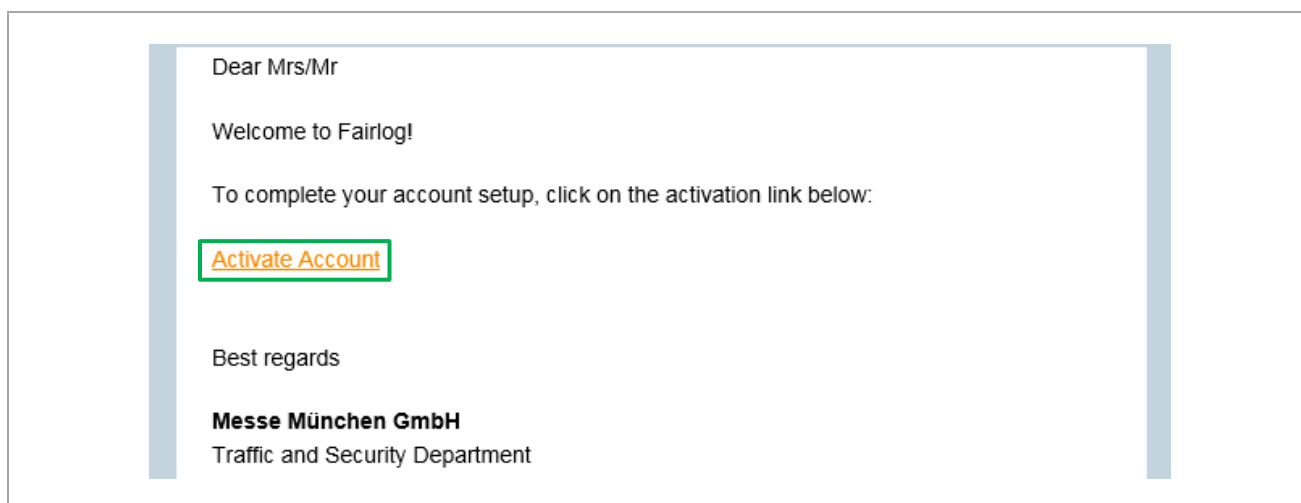 Dear Mrs/Mr
Welcome to Fairlog!
To complete your account setup, click on the activation link below:
Activate Account
Best regards
Messe München GmbH
Traffic and Security Department